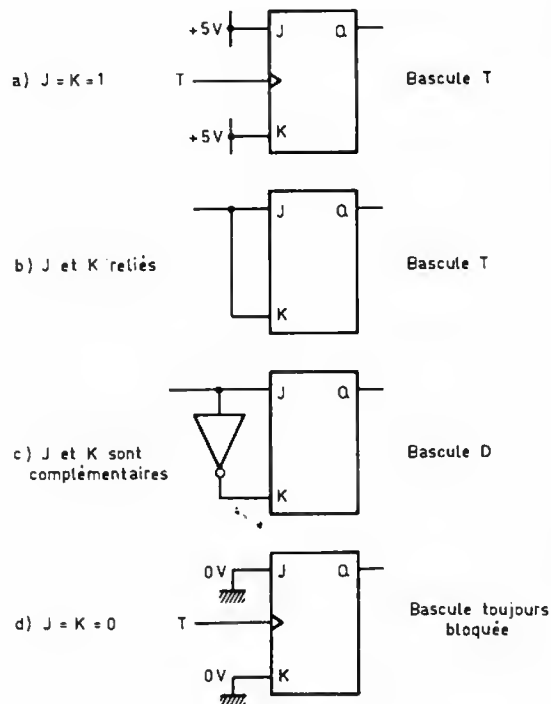 +5V J Q
a) J = K = 1 T Bascule T
+5V K
J Q
b) J et K reliés Bascule T
K
J Q
c) J et K sont
complémentaires Bascule D
K
0V J Q
d) J = K = 0 T Bascule toujours
bloquée
0V K